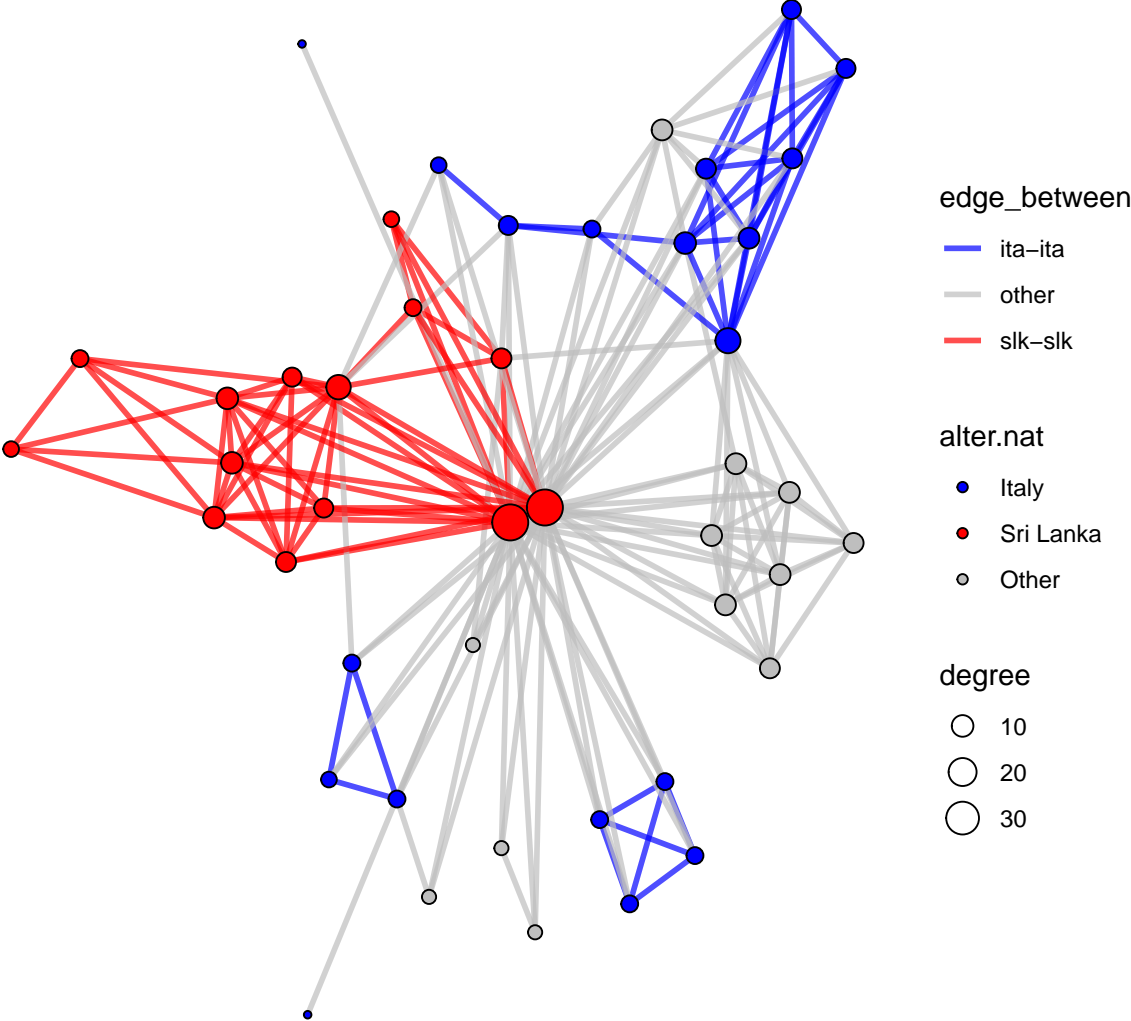 edge_between
ita−ita
other
slk−slk
alter.nat
Italy
Sri Lanka
Other
degree
10
20
30